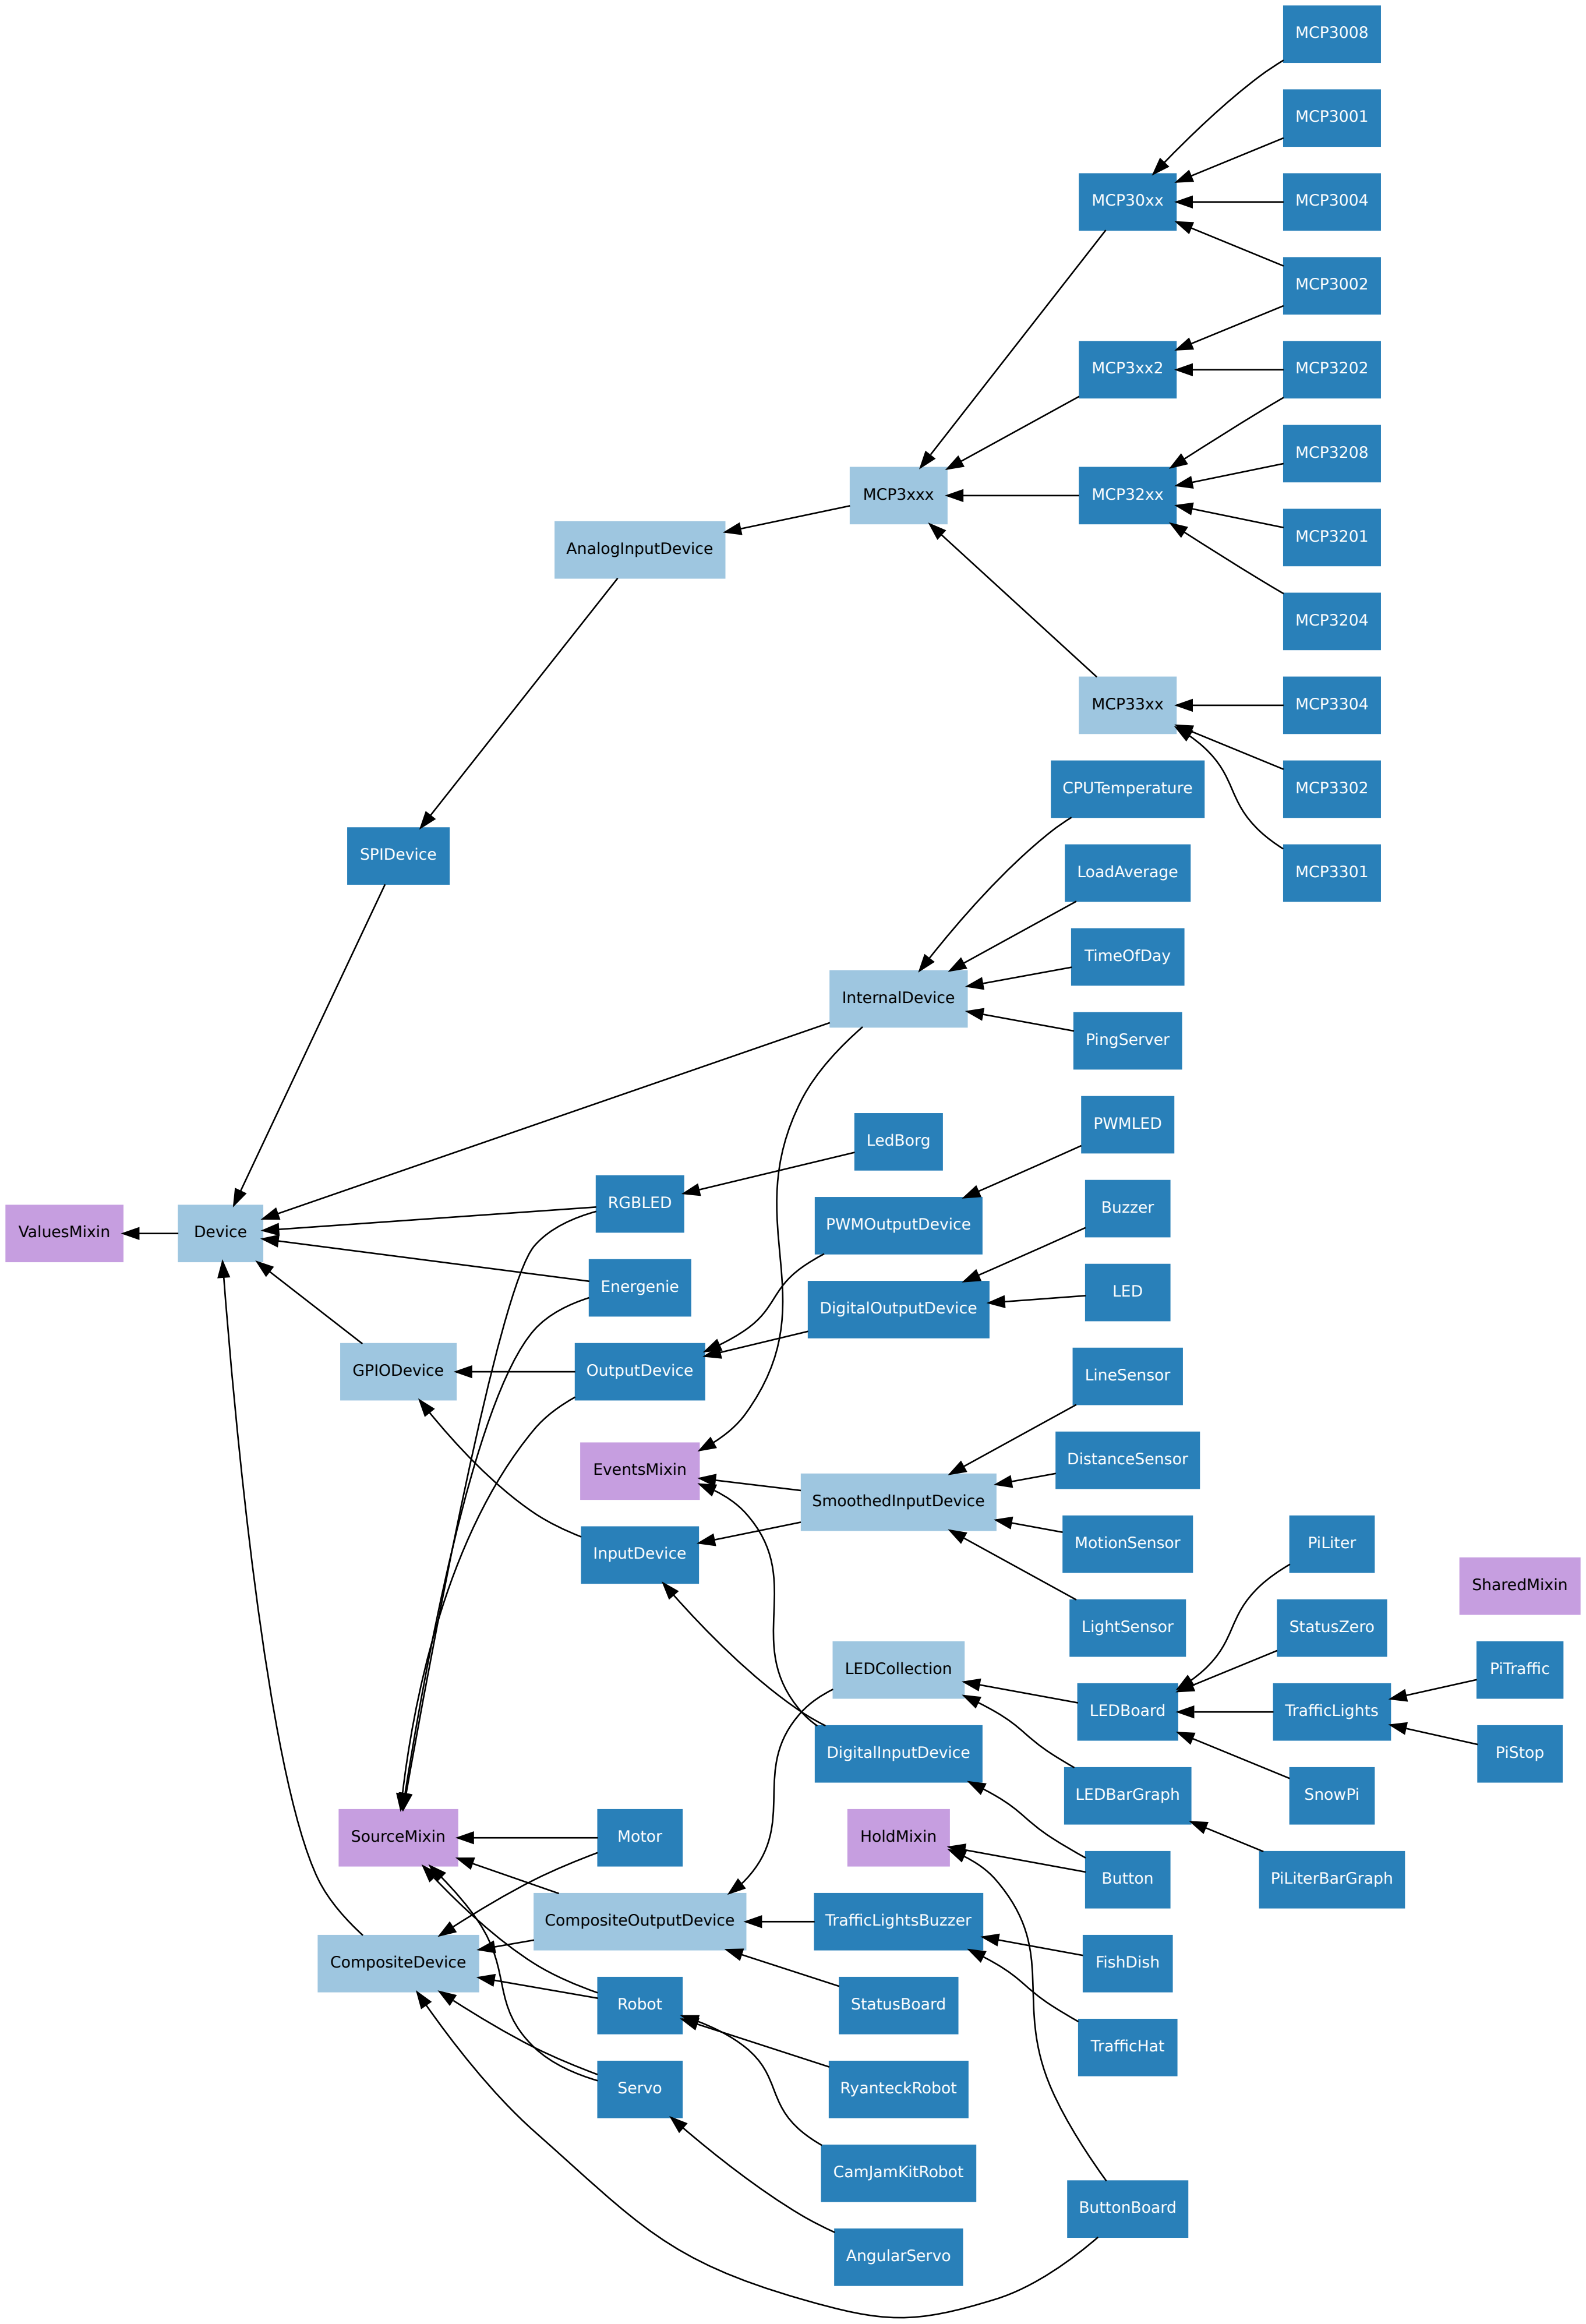 MCP3008
MCP3001
MCP30xx
MCP3004
MCP3002
MCP3xx2
MCP3202
MCP3208
MCP3xxx
MCP32xx
MCP3201
AnalogInputDevice
MCP3204
MCP33xx
MCP3304
CPUTemperature
MCP3302
SPIDevice
LoadAverage
MCP3301
TimeOfDay
InternalDevice
PingServer
PWMLED
LedBorg
RGBLED
Buzzer
PWMOutputDevice
ValuesMixin
Device
Energenie
LED
DigitalOutputDevice
GPIODevice
OutputDevice
LineSensor
EventsMixin
DistanceSensor
SmoothedInputDevice
InputDevice
MotionSensor
PiLiter
SharedMixin
LightSensor
StatusZero
LEDCollection
PiTraffic
LEDBoard
TrafficLights
DigitalInputDevice
PiStop
LEDBarGraph
SnowPi
SourceMixin
Motor
HoldMixin
Button
PiLiterBarGraph
CompositeOutputDevice
TrafficLightsBuzzer
CompositeDevice
FishDish
Robot
StatusBoard
TrafficHat
Servo
RyanteckRobot
CamJamKitRobot
ButtonBoard
AngularServo